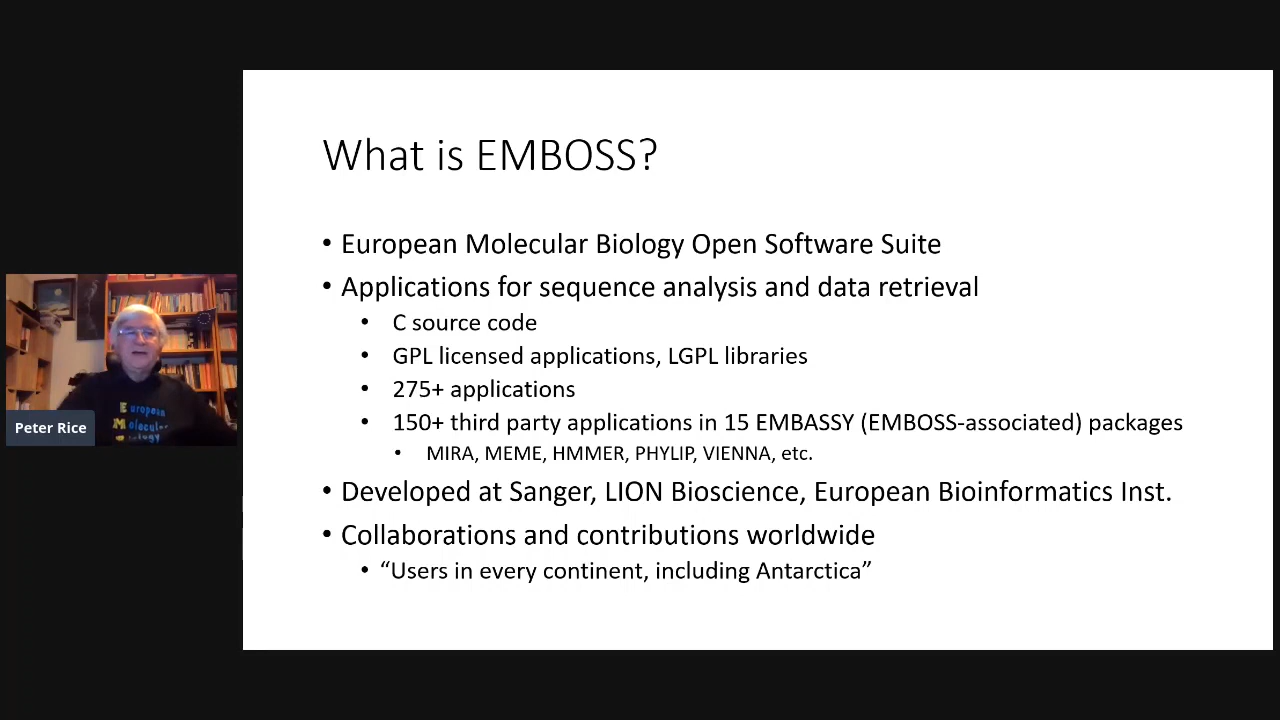 What is EMBOSS?
• European Molecular Biology Open Software Suite
• Applications for sequence analysis and data retrieval
• C source code
• GPL licensed applications, LGPL libraries
• 275+ applications
• 150+ third party applications in 15 EMBASSY (EMBOSS-associated) packages
• MIRA, MEME, HMMER, PHYLIP, VIENNA, etc.
• Developed at Sanger, LION Bioscience, European Bioinformatics Inst.
• Collaborations and contributions worldwide
• “Users in every continent, including Antarctica”
European
Molecular
Biology
Peter Rice